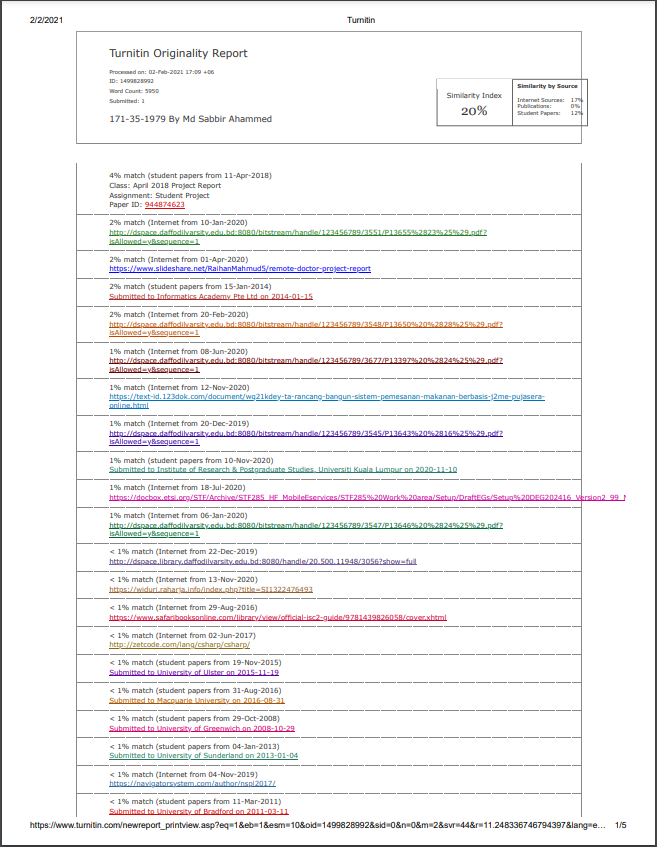 2/2/2021 Turnitin
Turnitin Originality Report
Processed on: 02-Feb-2021 17:09 +06
ID: 1499828992
Word Count: 5950
Submitted: 1
171-35-1979 By Md Sabbir Ahammed
Similarity Index
20%
Similarity by Source
Internet Sources: 17%
Publications: 0%
Student Papers: 12%
4% match (student papers from 11-Apr-2018)
Class: April 2018 Project Report
Assignment: Student Project
Paper ID: 944874623
2% match (Internet from 10-Jan-2020)
http://dspace.daffodilvarsity.edu.bd:8080/bitstream/handle/123456789/3551/P13655%2823%25%29.pdf?
isAllowed=y&sequence=1
2% match (Internet from 01-Apr-2020)
https://www.slideshare.net/RaihanMahmud5/remote-doctor-project-report
2% match (student papers from 15-Jan-2014)
Submitted to Informatics Academy Pte Ltd on 2014-01-15
2% match (Internet from 20-Feb-2020)
http://dspace.daffodilvarsity.edu.bd:8080/bitstream/handle/123456789/3548/P13650%20%2828%25%29.pdf?
isAllowed=y&sequence=1
1% match (Internet from 08-Jun-2020)
http://dspace.daffodilvarsity.edu.bd:8080/bitstream/handle/123456789/3677/P13397%20%2824%25%29.pdf?
isAllowed=y&sequence=1
1% match (Internet from 12-Nov-2020)
https://text-id.123dok.com/document/wq21kdey-ta-rancang-bangun-sistem-pemesanan-makanan-berbasis-j2me-pujasera-
online.html
1% match (Internet from 20-Dec-2019)
http://dspace.daffodilvarsity.edu.bd:8080/bitstream/handle/123456789/3545/P13643%20%2816%25%29.pdf?
isAllowed=y&sequence=1
1% match (student papers from 10-Nov-2020)
Submitted to Institute of Research & Postgraduate Studies, Universiti Kuala Lumpur on 2020-11-10
1% match (Internet from 18-Jul-2020)
https://docbox.etsi.org/STF/Archive/STF285_HF_MobileEservices/STF285%20Work%20area/Setup/DraftEGs/Setup%20DEG202416_Version2_99_
1% match (Internet from 06-Jan-2020)
http://dspace.daffodilvarsity.edu.bd:8080/bitstream/handle/123456789/3547/P13646%20%2824%25%29.pdf?
isAllowed=y&sequence=1
< 1% match (Internet from 22-Dec-2019)
http://dspace.library.daffodilvarsity.edu.bd:8080/handle/20.500.11948/3056?show=full
< 1% match (Internet from 13-Nov-2020)
https://widuri.raharja.info/index.php?title=SI1322476493
< 1% match (Internet from 29-Aug-2016)
https://www.safaribooksonline.com/library/view/official-isc2-guide/9781439826058/cover.xhtml
< 1% match (Internet from 02-Jun-2017)
http://zetcode.com/lang/csharp/csharp/
< 1% match (student papers from 19-Nov-2015)
Submitted to University of Ulster on 2015-11-19
< 1% match (student papers from 31-Aug-2016)
Submitted to Macquarie University on 2016-08-31
< 1% match (student papers from 29-Oct-2008)
Submitted to University of Greenwich on 2008-10-29
< 1% match (student papers from 04-Jan-2013)
Submitted to University of Sunderland on 2013-01-04
< 1% match (Internet from 04-Nov-2019)
https://navigatorsystem.com/author/nspl2017/
< 1% match (student papers from 11-Mar-2011)
Submitted to University of Bradford on 2011-03-11
https://www.turnitin.com/newreport_printview.asp?eq=1&eb=1&esm=10&oid=1499828992&sid=0&n=0&m=2&svr=44&r=11.248336746794397&lang=e... 1/5